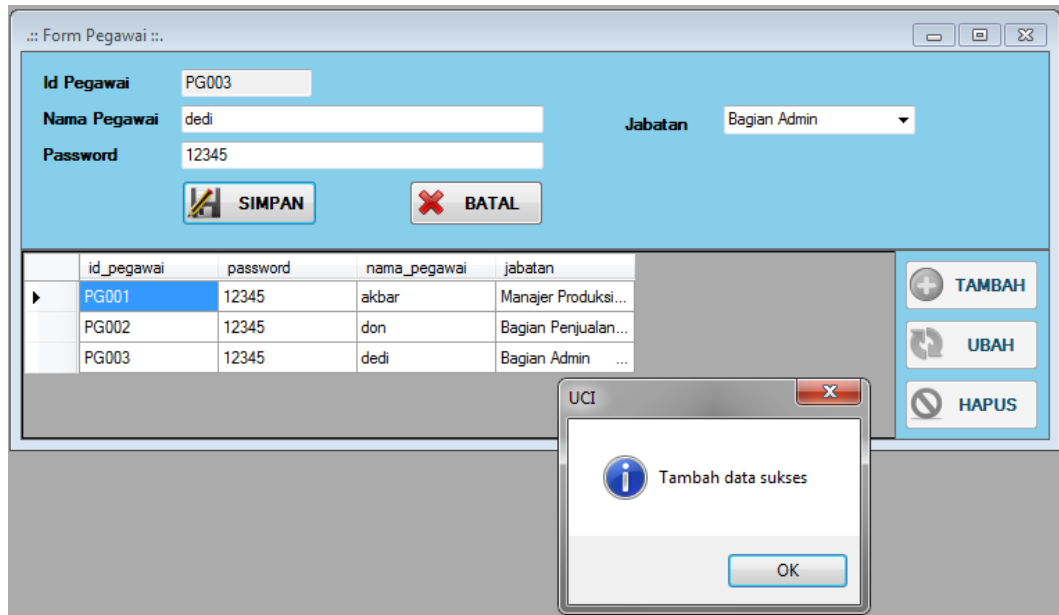 .:: Form Pegawai ::.
Id Pegawai PG003
Nama Pegawai dedi Jabatan Bagian Admin
Password 12345
SIMPAN BATAL
id_pegawai password nama_pegawai jabatan
PG001 12345 akbar Manajer Produksi...
PG002 12345 don Bagian Penjualan...
PG003 12345 dedi Bagian Admin ...
TAMBAH
UBAH
HAPUS
UCI
Tambah data sukses
OK